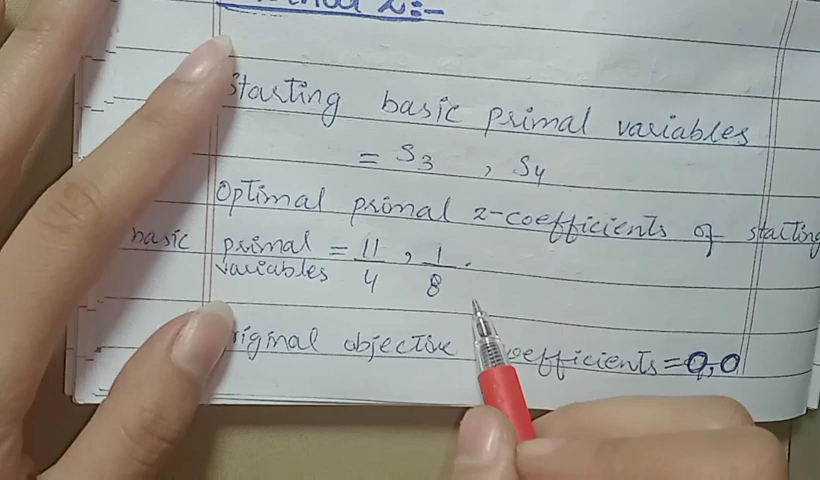 Starting basic primal variables
= S3 , S4
Optimal primal z-coefficients of starting
basic primal variables = 11/4 , 1/8 .
Original objective coefficients = 0,0